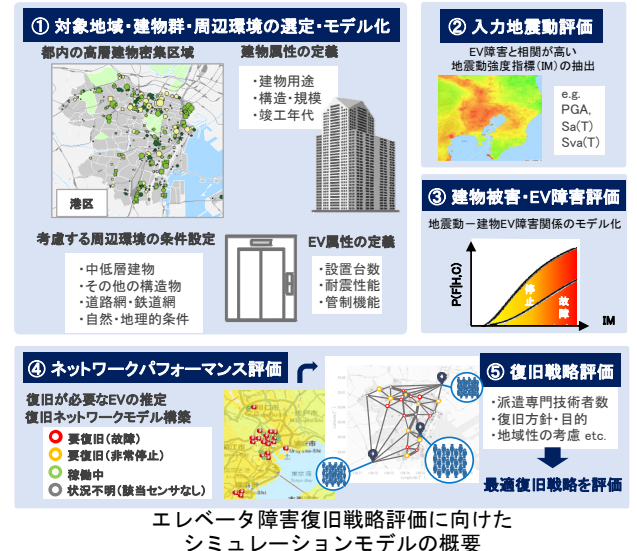 ① 対象地域・建物群・周辺環境の選定・モデル化
都内の高層建物密集区域
港区
建物属性の定義
・建物用途
・構造・規模
・竣工年代
考慮する周辺環境の条件設定
・中低層建物
・その他の構造物
・道路網・鉄道網
・自然・地理的条件
EV属性の定義
・設置台数
・耐震性能
・管制機能
② 入力地震動評価
EV障害と相関が高い
地震動強度指標(IM)の抽出
e.g.
PGA,
Sa(T)
Sva(T)
③ 建物被害・EV障害評価
地震動－建物EV障害関係のモデル化
P(F|H,C)
停止
故障
IM
④ ネットワークパフォーマンス評価
復旧が必要なEVの推定
復旧ネットワークモデル構築
要復旧(故障)
要復旧(非常停止)
稼働中
状況不明(該当センサなし)
⑤ 復旧戦略評価
・派遣専門技術者数
・復旧方針・目的
・地域性の考慮 etc.
最適復旧戦略を評価
エレベータ障害復旧戦略評価に向けた
シミュレーションモデルの概要